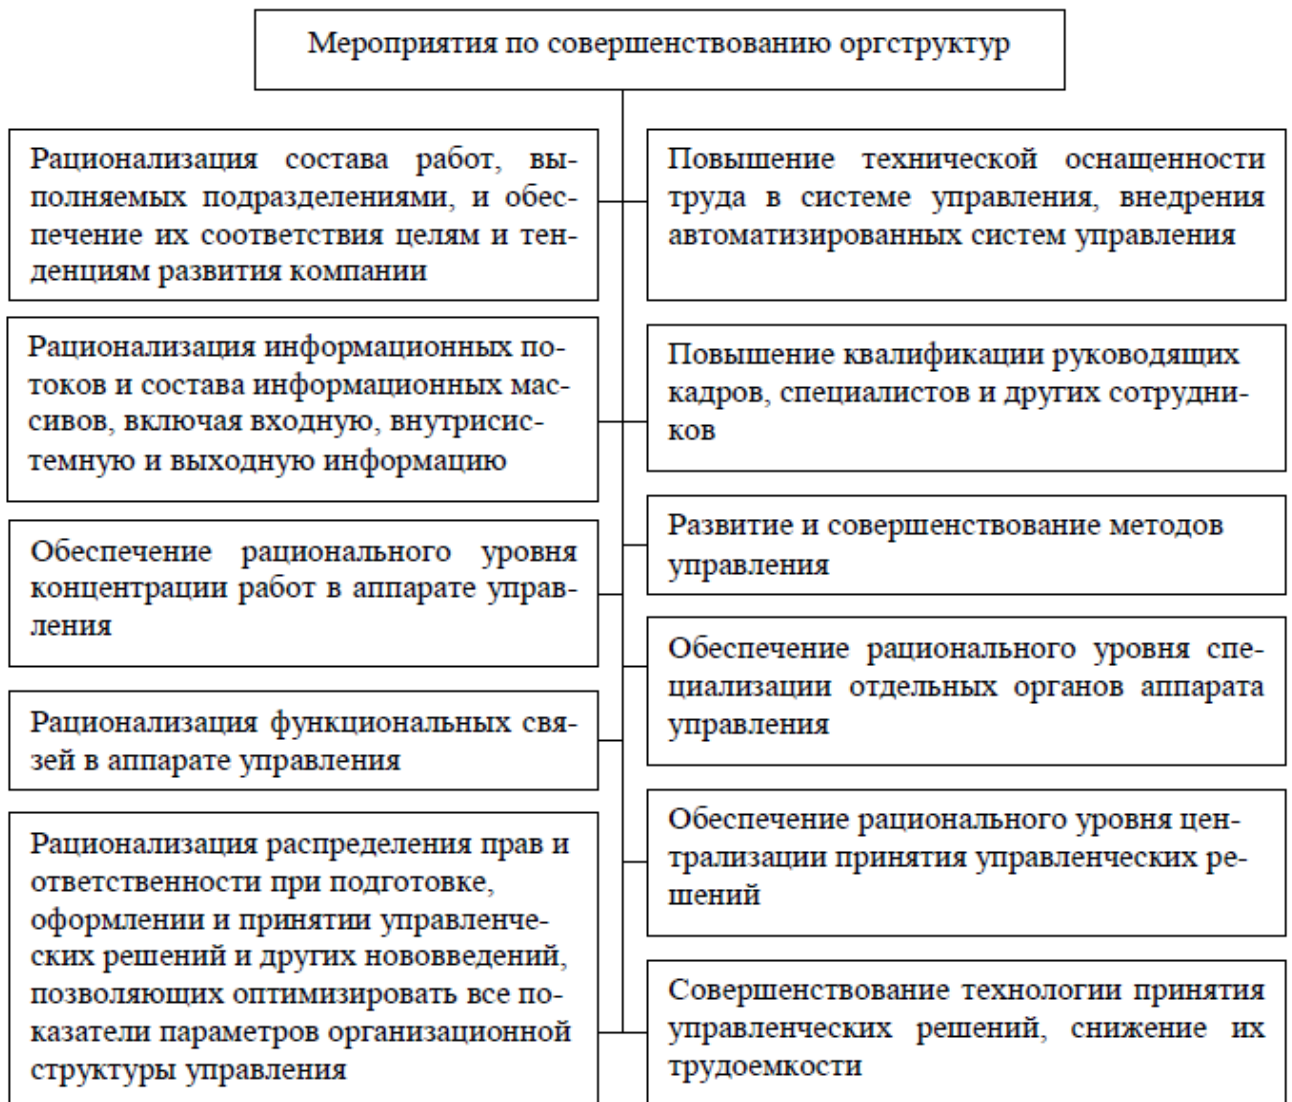 Мероприятия по совершенствованию оргструктур
Рационализация состава работ, вы-
полняемых подразделениями, и обес-
печение их соответствия целям и тен-
денциям развития компании
Рационализация информационных по-
токов и состава информационных мас-
сивов, включая входную, внутрисис-
темную и выходную информацию
Обеспечение рационального уровня
концентрации работ в аппарате управ-
ления
Рационализация функциональных свя-
зей в аппарате управления
Рационализация распределения прав и
ответственности при подготовке,
оформлении и принятии управленче-
ских решений и других нововведений,
позволяющих оптимизировать все по-
казатели параметров организационной
структуры управления
Повышение технической оснащенности
труда в системе управления, внедрения
автоматизированных систем управления
Повышение квалификации руководящих
кадров, специалистов и других сотрудни-
ков
Развитие и совершенствование методов
управления
Обеспечение рационального уровня спе-
циализации отдельных органов аппарата
управления
Обеспечение рационального уровня цен-
трализации принятия управленческих ре-
шений
Совершенствование технологии принятия
управленческих решений, снижение их
трудоемкости